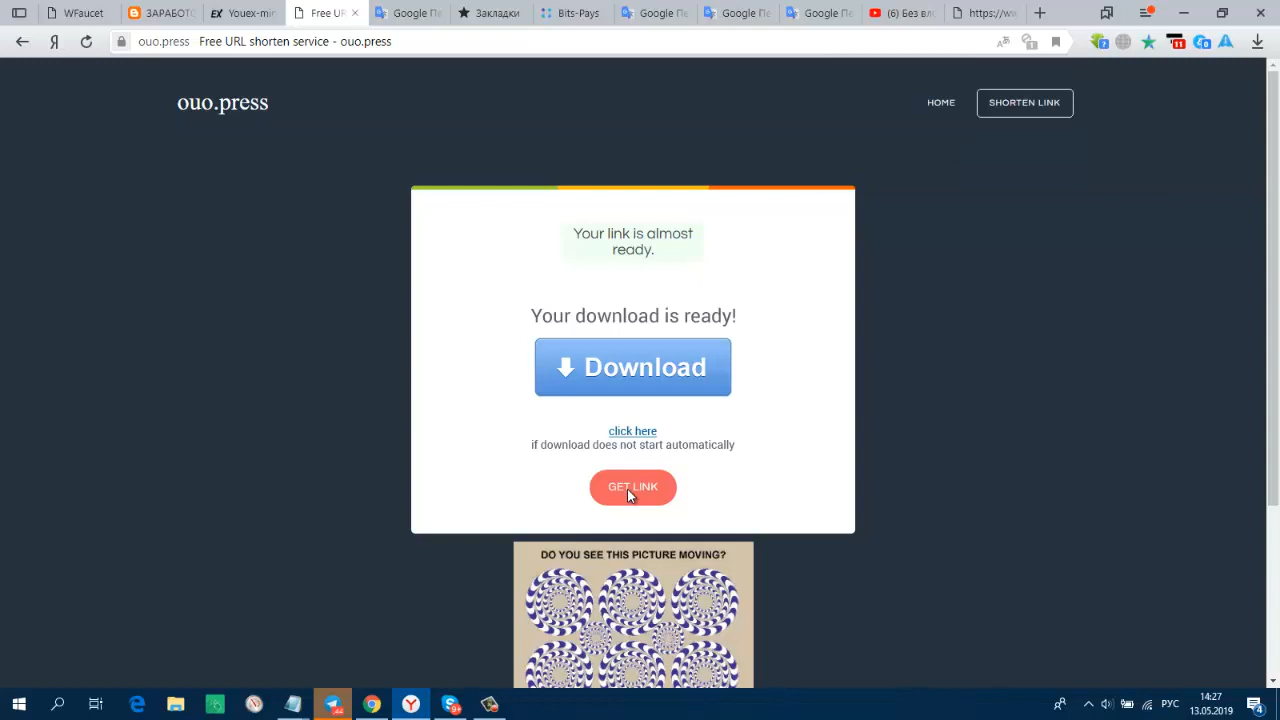 WFaucet
ЗАРАБОТО
Youex-min
Free UR
Google Пе
Закладки
Bits-Pays
Google Пе
Google Пе
Google Пе
(6) Без вл
https://ww
ouo.press Free URL shorten service - ouo.press
ouo.press
HOME
SHORTEN LINK
Your link is almost
ready.
Your download is ready!
Download
click here
if download does not start automatically
GET LINK
DO YOU SEE THIS PICTURE MOVING?
РУС
14:27
13.05.2019